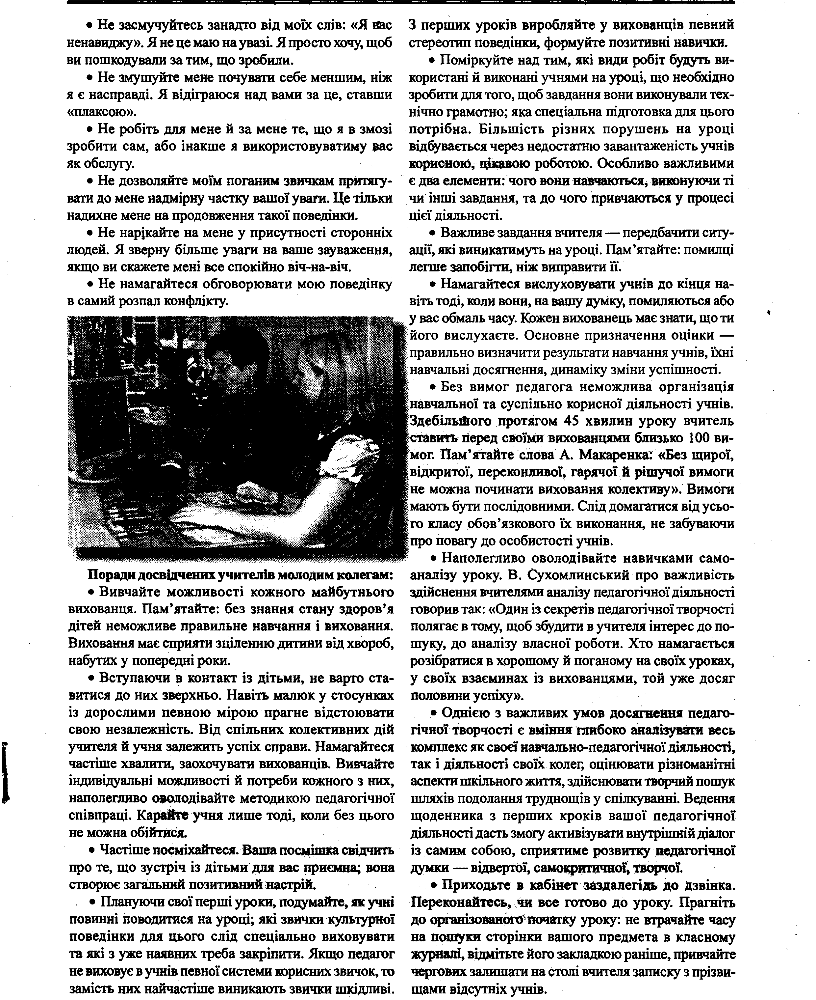 • Не засмучуйтесь занадто від моїх слів: «Я вас
ненавиджу». Я не це маю на увазі. Я просто хочу, щоб
ви пошкодували за тим, що зробили.
• Не змушуйте мене почувати себе меншим, ніж
я є насправді. Я відіграюся над вами за це, ставши
«плаксою».
• Не робіть для мене й за мене те, що я в змозі
зробити сам, або інакше я використовуватиму вас
як обслугу.
• Не дозволяйте моїм поганим звичкам притягу-
вати до мене надмірну частку вашої уваги. Це тільки
надихне мене на продовження такої поведінки.
• Не нарікайте на мене у присутності сторонніх
людей. Я зверну більше уваги на ваше зауваження,
якщо ви скажете мені все спокійно віч-на-віч.
• Не намагайтеся обговорювати мою поведінку
в самий розпал конфлікту.
Поради досвідчених учителів молодим колегам:
• Вивчайте можливості кожного майбутнього
вихованця. Пам’ятайте: без знання стану здоров’я
дітей неможливе правильне навчання і виховання.
Виховання має сприяти зціленню дитини від хвороб,
набутих у попередні роки.
• Вступаючи в контакт із дітьми, не варто ста-
витися до них зверхньо. Навіть малюк у стосунках
із дорослими певною мірою прагне відстоювати
свою незалежність. Від спільних колективних дій
учителя й учня залежить успіх справи. Намагайтеся
частіше хвалити, заохочувати вихованців. Вивчайте
індивідуальні можливості й потреби кожного з них,
наполегливо оволодівайте методикою педагогічної
співпраці. Карайте учня лише тоді, коли без цього
не можна обійтися.
• Частіше посміхайтеся. Ваша посмішка свідчить
про те, що зустріч із дітьми для вас приємна; вона
створює загальний позитивний настрій.
• Плануючи свої перші уроки, подумайте, як учні
повинні поводитися на уроці; які звички культурної
поведінки для цього слід спеціально виховувати
та які з уже наявних треба закріпити. Якщо педагог
не виховує в учнів певної системи корисних звичок, то
замість них найчастіше виникають звички шкідливі.
З перших уроків виробляйте у вихованців певний
стереотип поведінки, формуйте позитивні навички.
• Поміркуйте над тим, які види робіт будуть ви-
користані й виконані учнями на уроці, що необхідно
зробити для того, щоб завдання вони виконували тех-
нічно грамотно; яка спеціальна підготовка для цього
потрібна. Більшість різних порушень на уроці
відбувається через недостатню завантаженість учнів
корисною, цікавою роботою. Особливо важливими
є два елементи: чого вони навчаються, виконуючи ті
чи інші завдання, та до чого привчаються у процесі
цієї діяльності.
• Важливе завдання вчителя — передбачити ситу-
ації, які виникатимуть на уроці. Пам’ятайте: помилці
легше запобігти, ніж виправити її.
• Намагайтеся вислуховувати учнів до кінця на-
віть тоді, коли вони, на вашу думку, помиляються або
у вас обмаль часу. Кожен вихованець має знати, що ти
його вислухаєте. Основне призначення оцінки —
правильно визначити результати навчання учнів, їхні
навчальні досягнення, динаміку зміни успішності.
• Без вимог педагога неможлива організація
навчальної та суспільно корисної діяльності учнів.
Здебільшого протягом 45 хвилин уроку вчитель
ставить перед своїми вихованцями близько 100 ви-
мог. Пам’ятайте слова А. Макаренка: «Без щирої,
відкритої, переконливої, гарячої й рішучої вимоги
не можна починати виховання колективу». Вимоги
мають бути послідовними. Слід домагатися від усьо-
го класу обов’язкового їх виконання, не забуваючи
про повагу до особистості учнів.
• Наполегливо оволодівайте навичками само-
аналізу уроку. В. Сухомлинський про важливість
здійснення вчителями аналізу педагогічної діяльності
говорив так: «Один із секретів педагогічної творчості
полягає в тому, щоб збудити в учителя інтерес до по-
шуку, до аналізу власної роботи. Хто намагається
розібратися в хорошому й поганому на своїх уроках,
у своїх взаєминах із вихованцями, той уже досяг
половини успіху».
• Однією з важливих умов досягнення педаго-
гічної творчості є вміння глибоко аналізувати весь
комплекс як своєї навчально-педагогічної діяльності,
так і діяльності своїх колег, оцінювати різноманітні
аспекти шкільного життя, здійснювати творчий пошук
шляхів подолання труднощів у спілкуванні. Ведення
щоденника з перших кроків вашої педагогічної
діяльності дасть змогу активізувати внутрішній діалог
із самим собою, сприятиме розвитку педагогічної
думки — відвертої, самокритичної, творчої.
• Приходьте в кабінет заздалегідь до дзвінка.
Переконайтесь, чи все готово до уроку. Прагніть
до організованого початку уроку: не втрачайте часу
на пошуки сторінки вашого предмета в класному
журналі, відмітьте його закладкою раніше, привчайте
чергових залишати на столі вчителя записку з прізви-
щами відсутніх учнів.